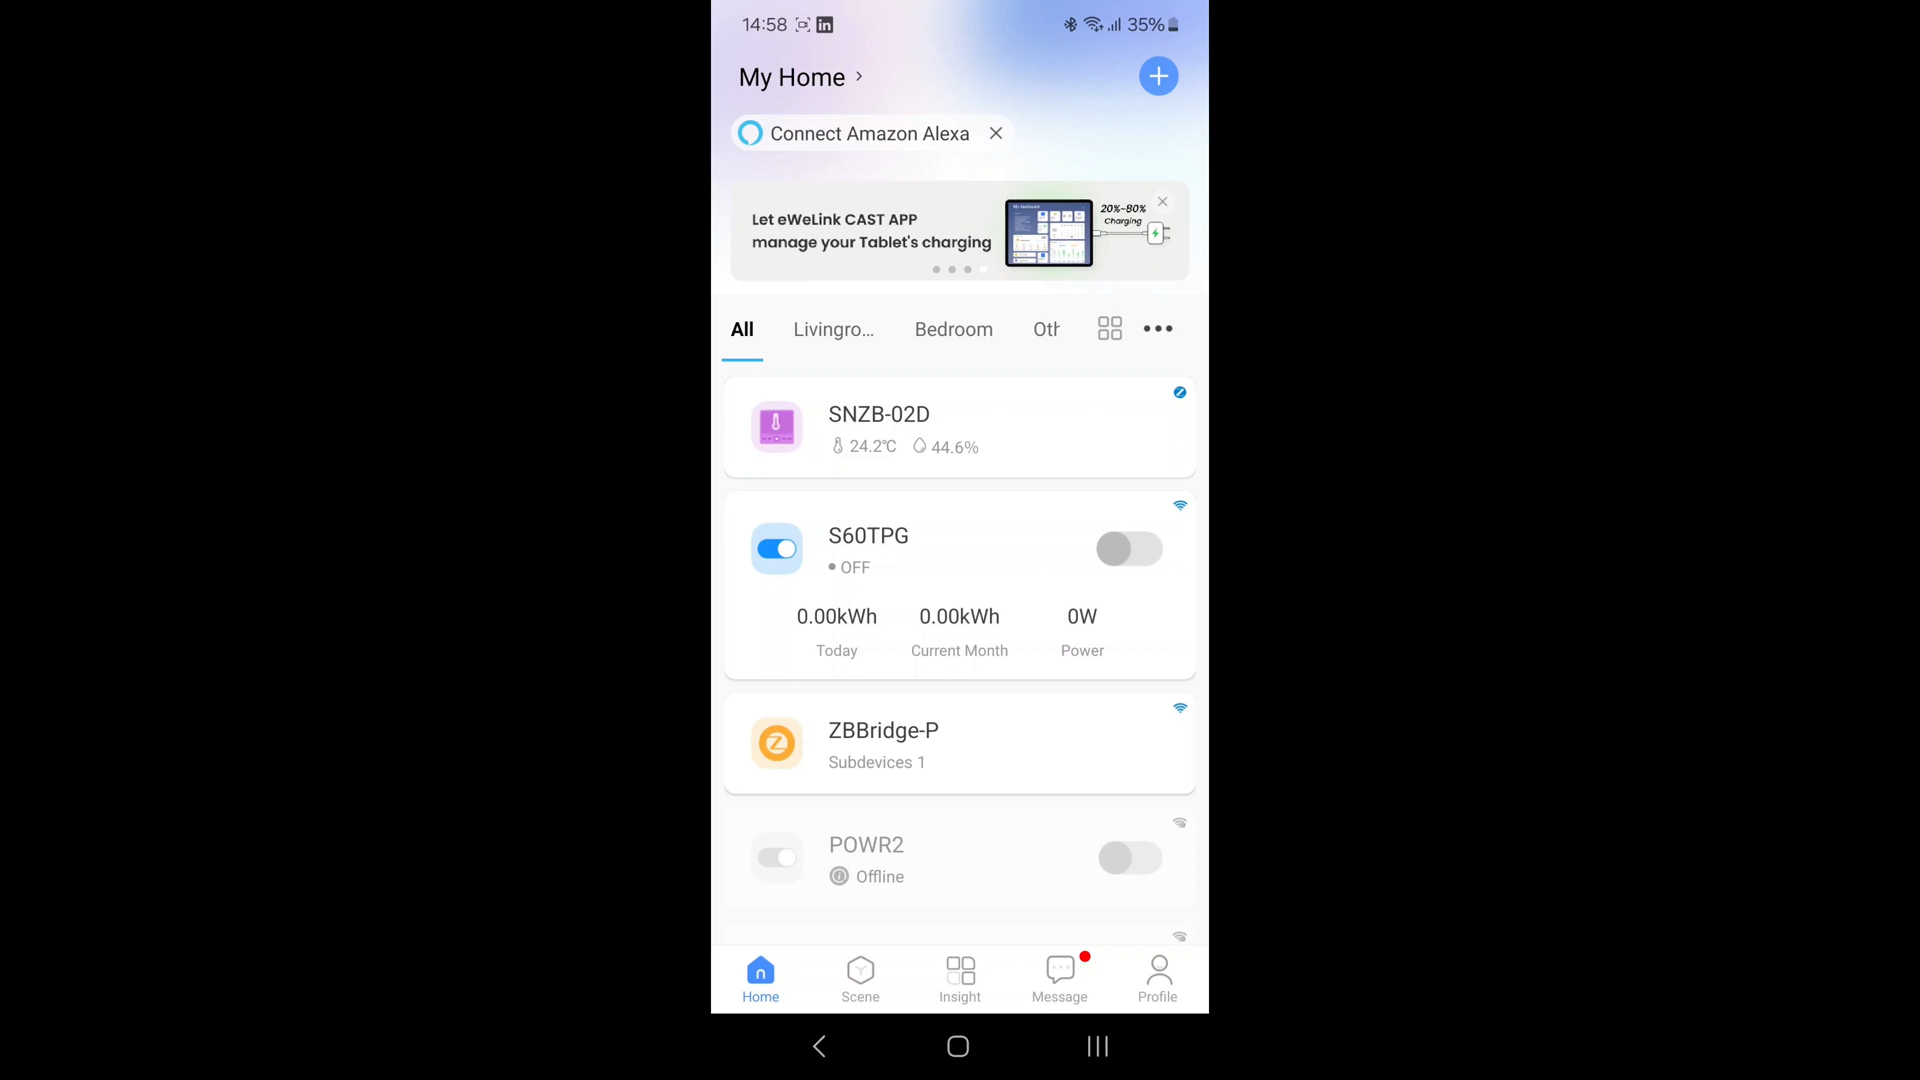 14:58 in 35%
My Home
Connect Amazon Alexa
Let eWeLink CAST APP
manage your Tablet's charging
20%~80%
Charging
All Livingro... Bedroom Oth
SNZB-02D
24.2℃ 44.6%
S60TPG
OFF
0.00kWh 0.00kWh 0W
Today Current Month Power
ZBBridge-P
Subdevices 1
POWR2
Offline
Home Scene Insight Message Profile